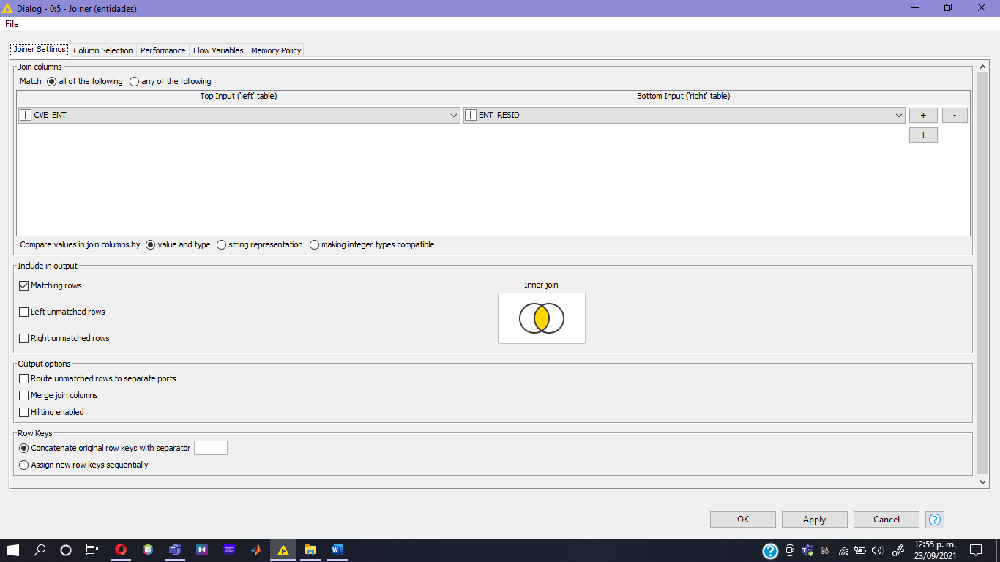 Dialog - 0:5 - Joiner (entidades)
File
Joiner Settings Column Selection Performance Flow Variables Memory Policy
Join columns
Match all of the following any of the following
Top Input ('left' table) Bottom Input ('right' table)
I CVE_ENT I ENT_RESID + -
+
Compare values in join columns by value and type string representation making integer types compatible
Include in output
Matching rows Inner join
Left unmatched rows
Right unmatched rows
Output options
Route unmatched rows to separate ports
Merge join columns
Hiliting enabled
Row Keys
Concatenate original row keys with separator _
Assign new row keys sequentially
OK Apply Cancel ?
12:55 p. m.
23/09/2021